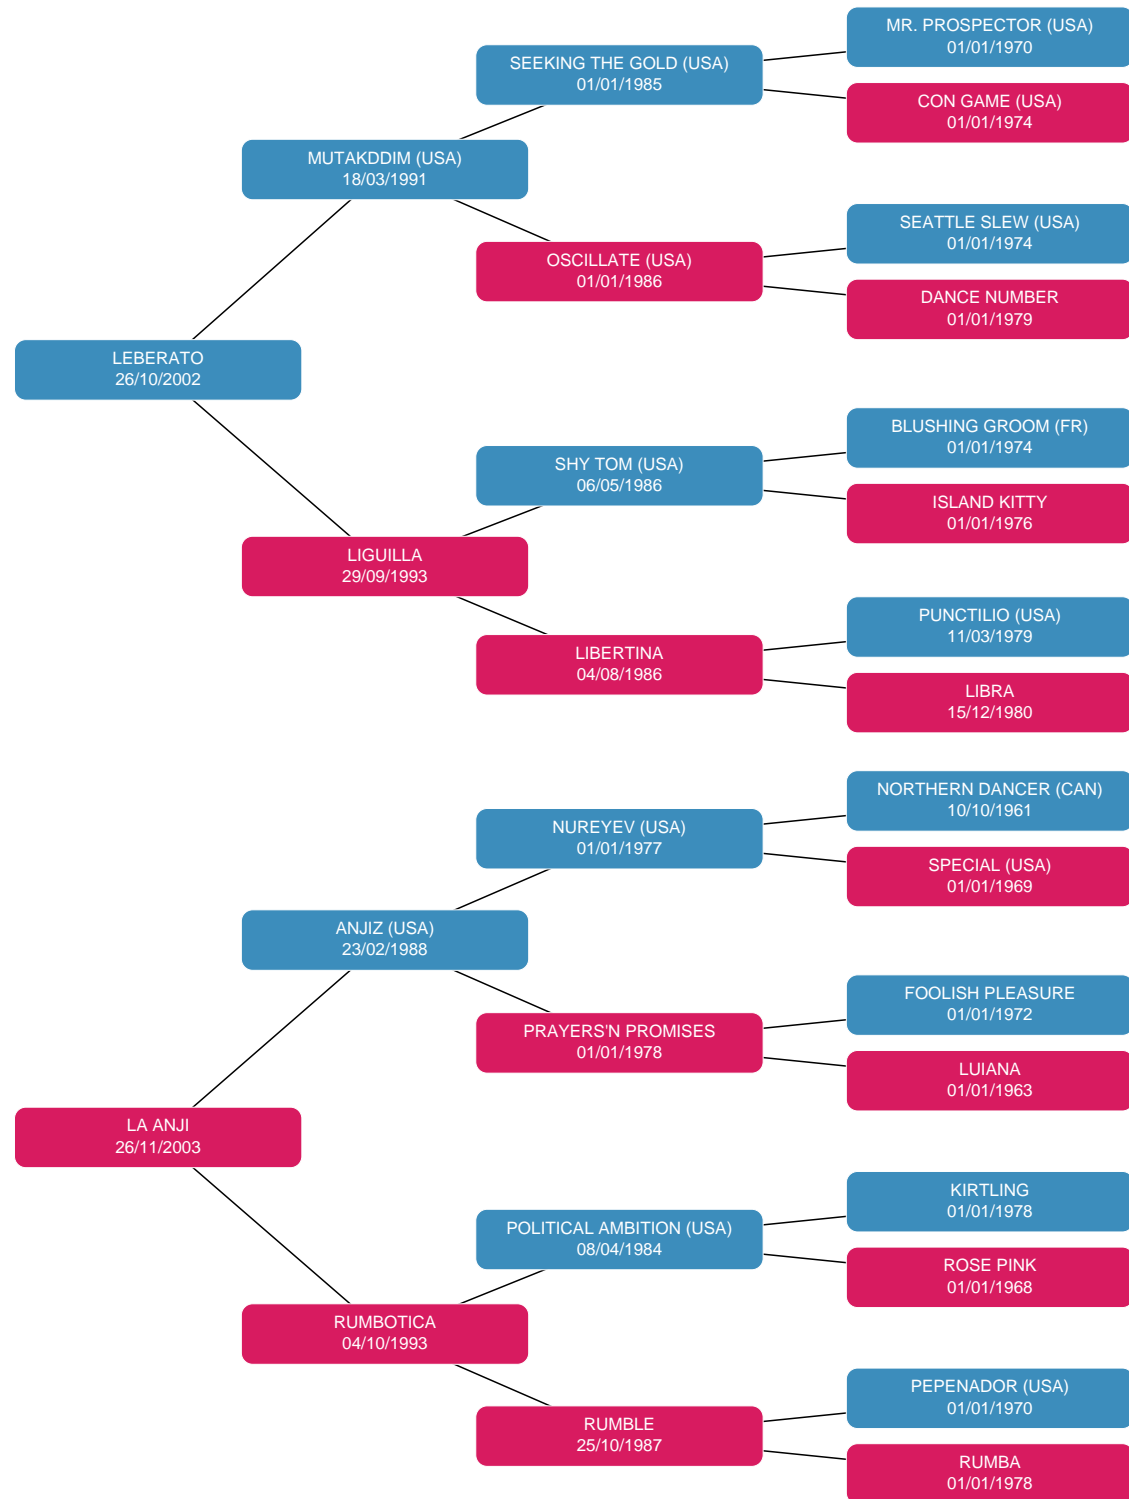 MR. PROSPECTOR (USA)
01/01/1970
SEEKING THE GOLD (USA)
01/01/1985
CON GAME (USA)
01/01/1974
MUTAKDDIM (USA)
18/03/1991
SEATTLE SLEW (USA)
01/01/1974
OSCILLATE (USA)
01/01/1986
DANCE NUMBER
01/01/1979
LEBERATO
26/10/2002
BLUSHING GROOM (FR)
01/01/1974
SHY TOM (USA)
06/05/1986
ISLAND KITTY
01/01/1976
LIGUILLA
29/09/1993
PUNCTILIO (USA)
11/03/1979
LIBERTINA
04/08/1986
LIBRA
15/12/1980
NORTHERN DANCER (CAN)
10/10/1961
NUREYEV (USA)
01/01/1977
SPECIAL (USA)
01/01/1969
ANJIZ (USA)
23/02/1988
FOOLISH PLEASURE
01/01/1972
PRAYERS'N PROMISES
01/01/1978
LUIANA
01/01/1963
LA ANJI
26/11/2003
KIRTLING
01/01/1978
POLITICAL AMBITION (USA)
08/04/1984
ROSE PINK
01/01/1968
RUMBOTICA
04/10/1993
PEPENADOR (USA)
01/01/1970
RUMBLE
25/10/1987
RUMBA
01/01/1978